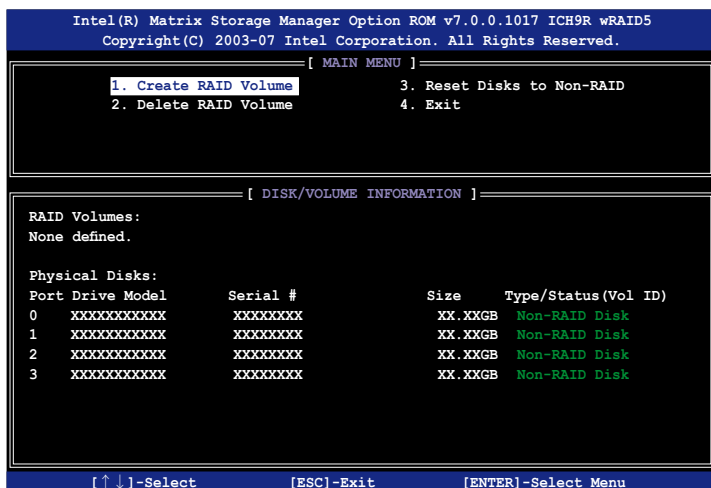 Intel(R) Matrix Storage Manager Option ROM v7.0.0.1017 ICH9R wRAID5
Copyright(C) 2003-07 Intel Corporation. All Rights Reserved.
[ MAIN MENU ]
1. Create RAID Volume 3. Reset Disks to Non-RAID
2. Delete RAID Volume 4. Exit
[ DISK/VOLUME INFORMATION ]
RAID Volumes:
None defined.
Physical Disks:
Port Drive Model Serial # Size Type/Status(Vol ID)
0 XXXXXXXXXXX XXXXXXXX XX.XXGB Non-RAID Disk
1 XXXXXXXXXXX XXXXXXXX XX.XXGB Non-RAID Disk
2 XXXXXXXXXXX XXXXXXXX XX.XXGB Non-RAID Disk
3 XXXXXXXXXXX XXXXXXXX XX.XXGB Non-RAID Disk
[↑↓]-Select [ESC]-Exit [ENTER]-Select Menu